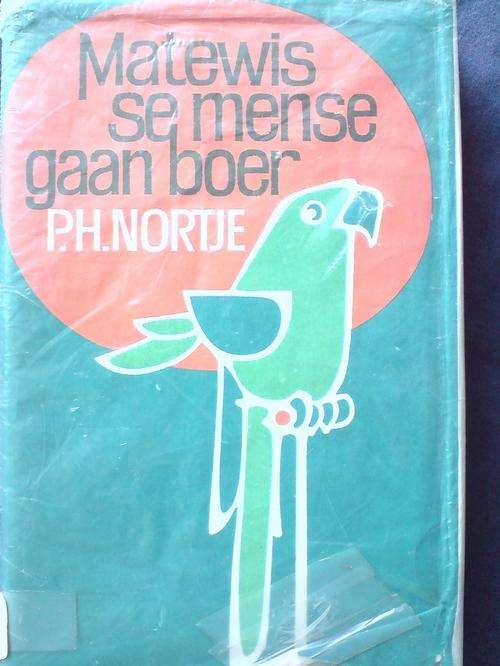 Matewis
se mense
gaan boer
P.H.NORTJE